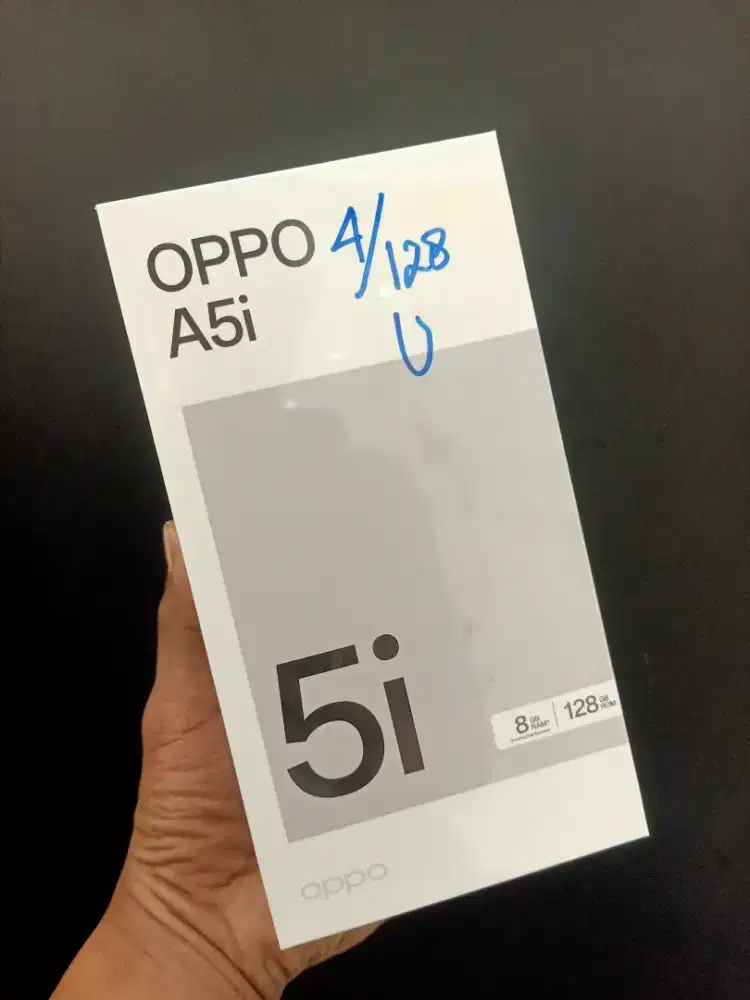 OPPO 4/128
A5i
U
5i
8 GB RAM* | 128 GB ROM
oppo